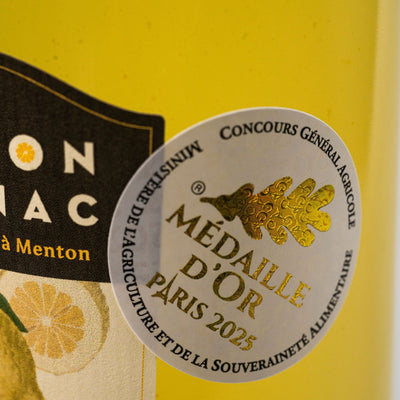 ON
NAC
à Menton
CONCOURS GÉNÉRAL AGRICOLE
®
MÉDAILLE
D'OR
PARIS 2025
MINISTÈRE DE L'AGRICULTURE ET DE LA SOUVERAINETÉ ALIMENTAIRE